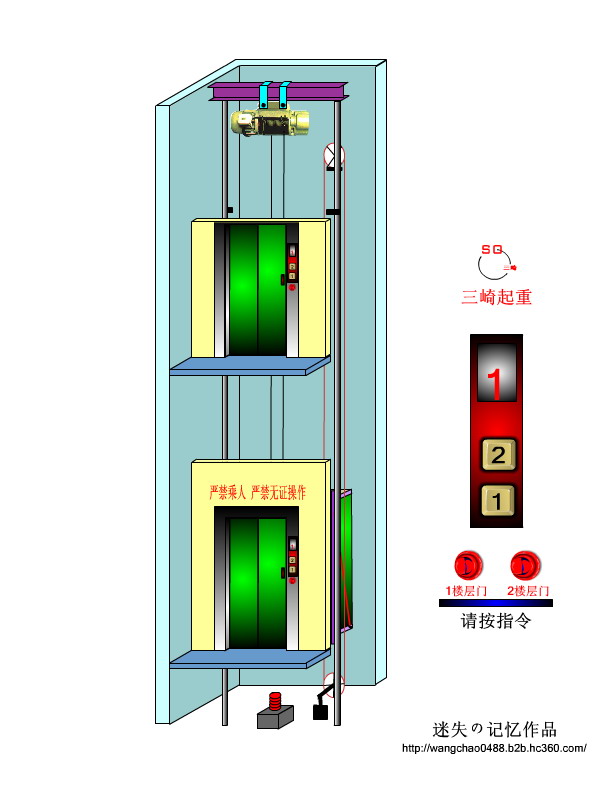 SQ
三崎
三崎起重
1
2
1
严禁乘人 严禁无证操作
D D
1楼层门 2楼层门
请按指令
迷失の记忆作品
http://wangchao0488.b2b.hc360.com/